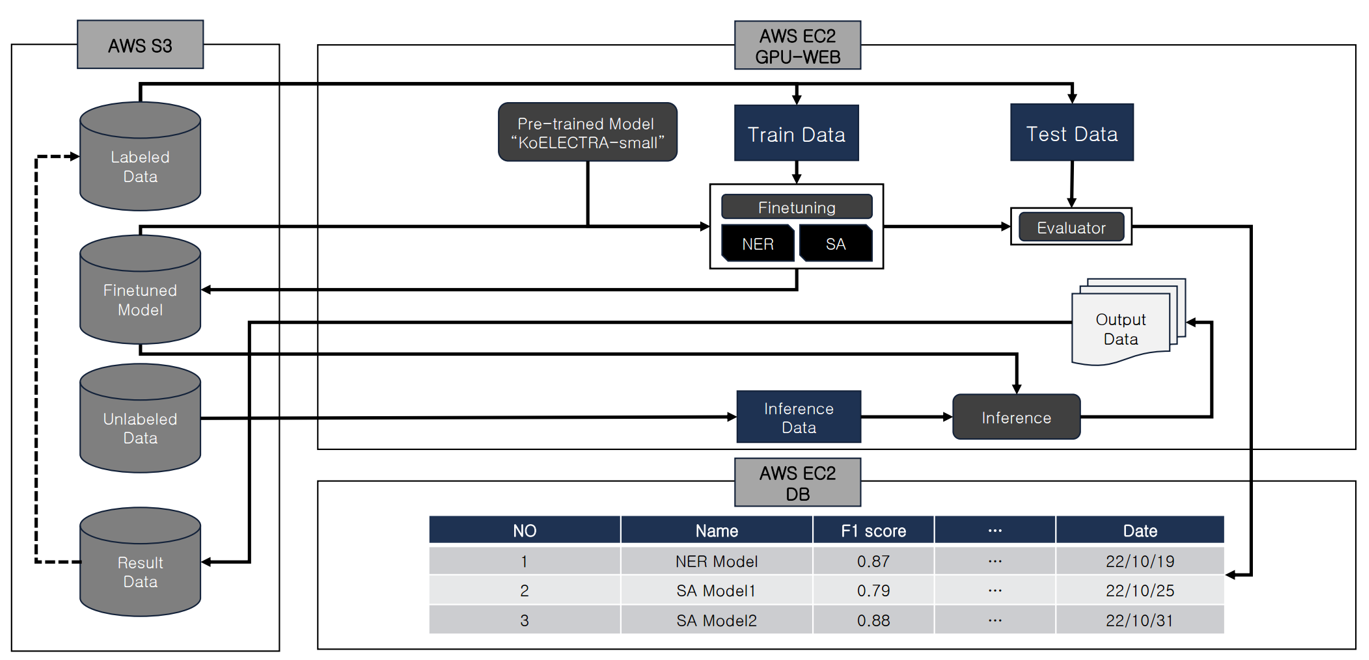 AWS S3
AWS EC2
GPU-WEB
Labeled
Data
Pre-trained Model
“KoELECTRA-small”
Train Data
Test Data
Finetuning
NER
SA
Evaluator
Finetuned
Model
Output
Data
Unlabeled
Data
Inference
Data
Inference
Result
Data
AWS EC2
DB
NO Name F1 score ... Date
1 NER Model 0.87 ... 22/10/19
2 SA Model1 0.79 ... 22/10/25
3 SA Model2 0.88 ... 22/10/31